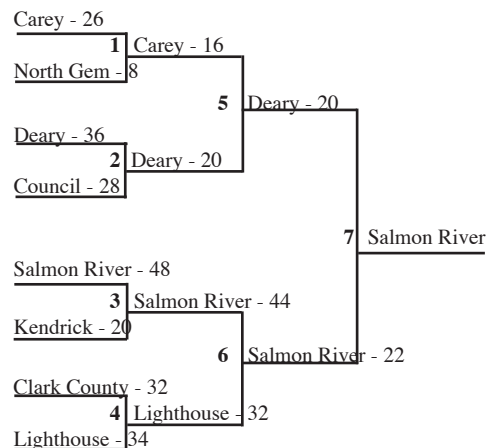 Carey - 26
1 Carey - 16
North Gem - 8
5 Deary - 20
Deary - 36
2 Deary - 20
Council - 28
7 Salmon River
Salmon River - 48
3 Salmon River - 44
Kendrick - 20
6 Salmon River - 22
Clark County - 32
4 Lighthouse - 32
Lighthouse - 34